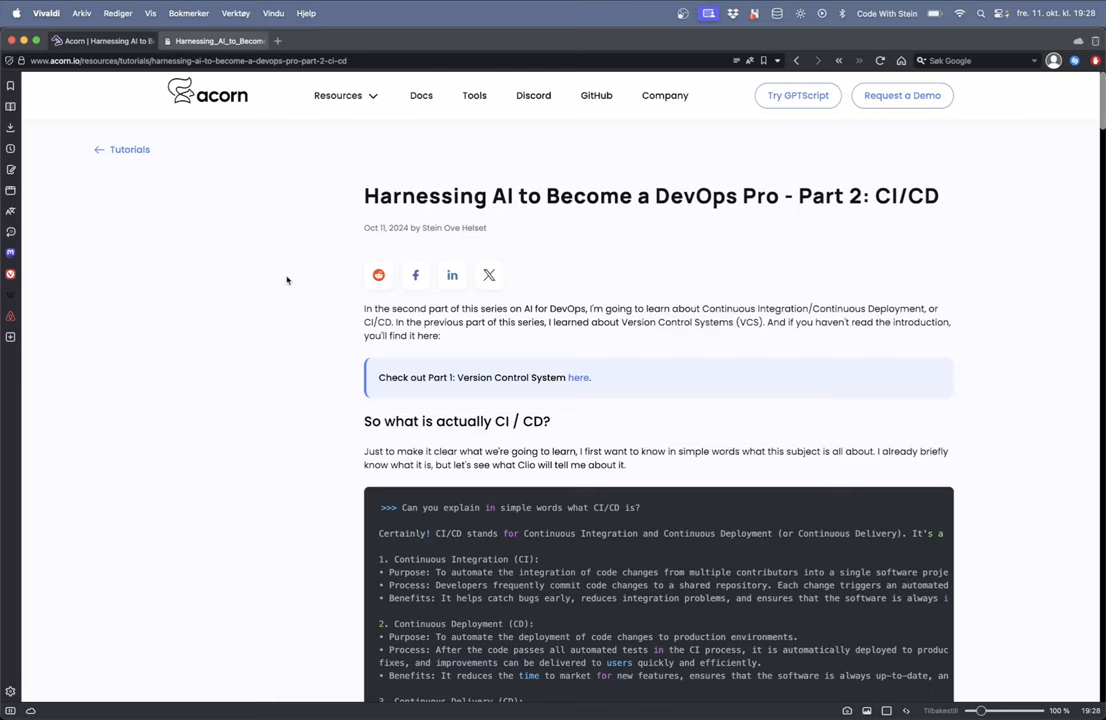 Vivaldi Arkiv Rediger Vis Bokmerker Verktøy Vindu Hjelp Code With Stein fre. 11. okt. kl. 19:28
Acorn | Harnessing AI to B Harnessing_AI_to_Becom
www.acorn.io/resources/tutorials/harnessing-ai-to-become-a-devops-pro-part-2-ci-cd Søk Google
acorn Resources Docs Tools Discord GitHub Company Try GPTScript Request a Demo
Tutorials
Harnessing AI to Become a DevOps Pro - Part 2: CI/CD
Oct 11, 2024 by Stein Ove Helset
In the second part of this series on AI for DevOps, I'm going to learn about Continuous Integration/Continuous Deployment, or
CI/CD. In the previous part of this series, I learned about Version Control Systems (VCS). And if you haven't read the introduction,
you'll find it here:
Check out Part 1: Version Control System here.
So what is actually CI / CD?
Just to make it clear what we're going to learn, I first want to know in simple words what this subject is all about. I already briefly
know what it is, but let's see what Clio will tell me about it.
>>> Can you explain in simple words what CI/CD is?
Certainly! CI/CD stands for Continuous Integration and Continuous Deployment (or Continuous Delivery). It's a
1. Continuous Integration (CI):
• Purpose: To automate the integration of code changes from multiple contributors into a single software proje
• Process: Developers frequently commit code changes to a shared repository. Each change triggers an automated
• Benefits: It helps catch bugs early, reduces integration problems, and ensures that the software is always i
2. Continuous Deployment (CD):
• Purpose: To automate the deployment of code changes to production environments.
• Process: After the code passes all automated tests in the CI process, it is automatically deployed to produc
fixes, and improvements can be delivered to users quickly and efficiently.
• Benefits: It reduces the time to market for new features, ensures that the software is always up-to-date, an
3. Continuous Delivery (CD):
Tilbakestill 100 % 19:28